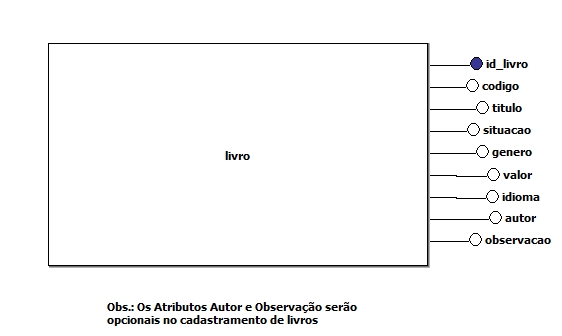 id_livro
codigo
titulo
situacao
genero
livro
valor
idioma
autor
observacao
Obs.: Os Atributos Autor e Observação serão
opcionais no cadastramento de livros